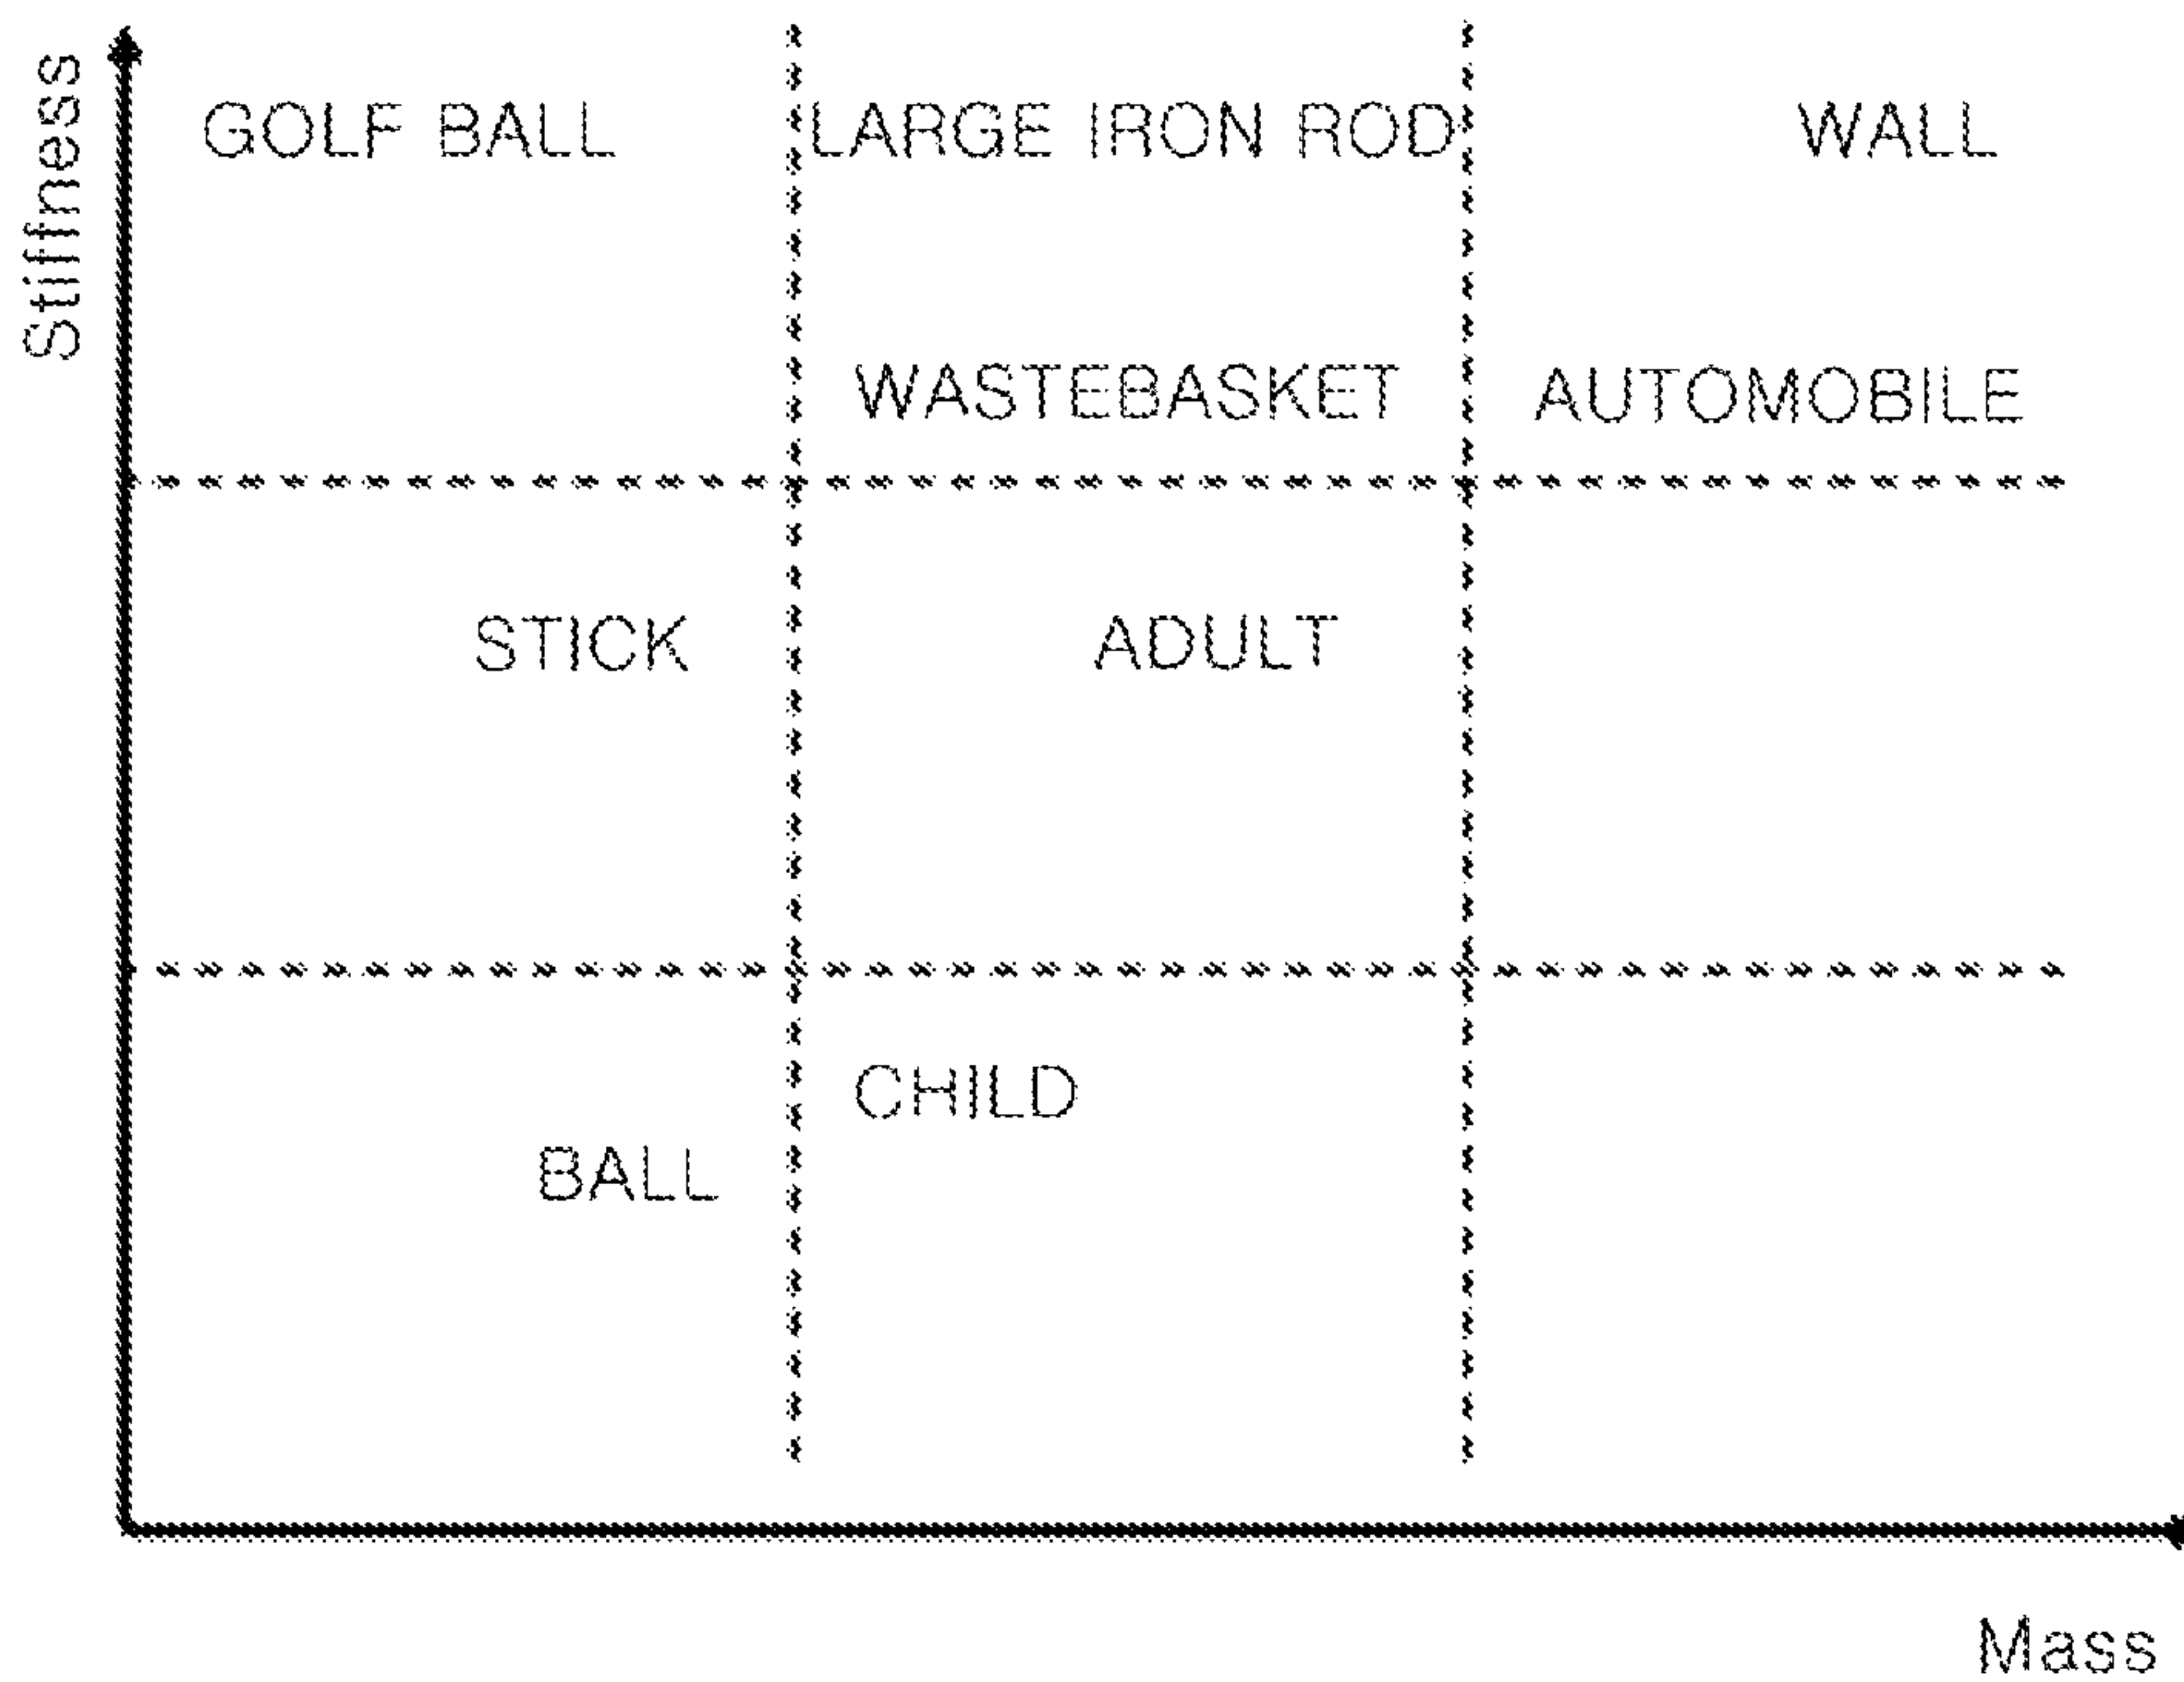 Stiffness
GOLF BALL LARGE IRON ROD WALL
WASTEBASKET AUTOMOBILE
STICK ADULT
CHILD
BALL
Mass